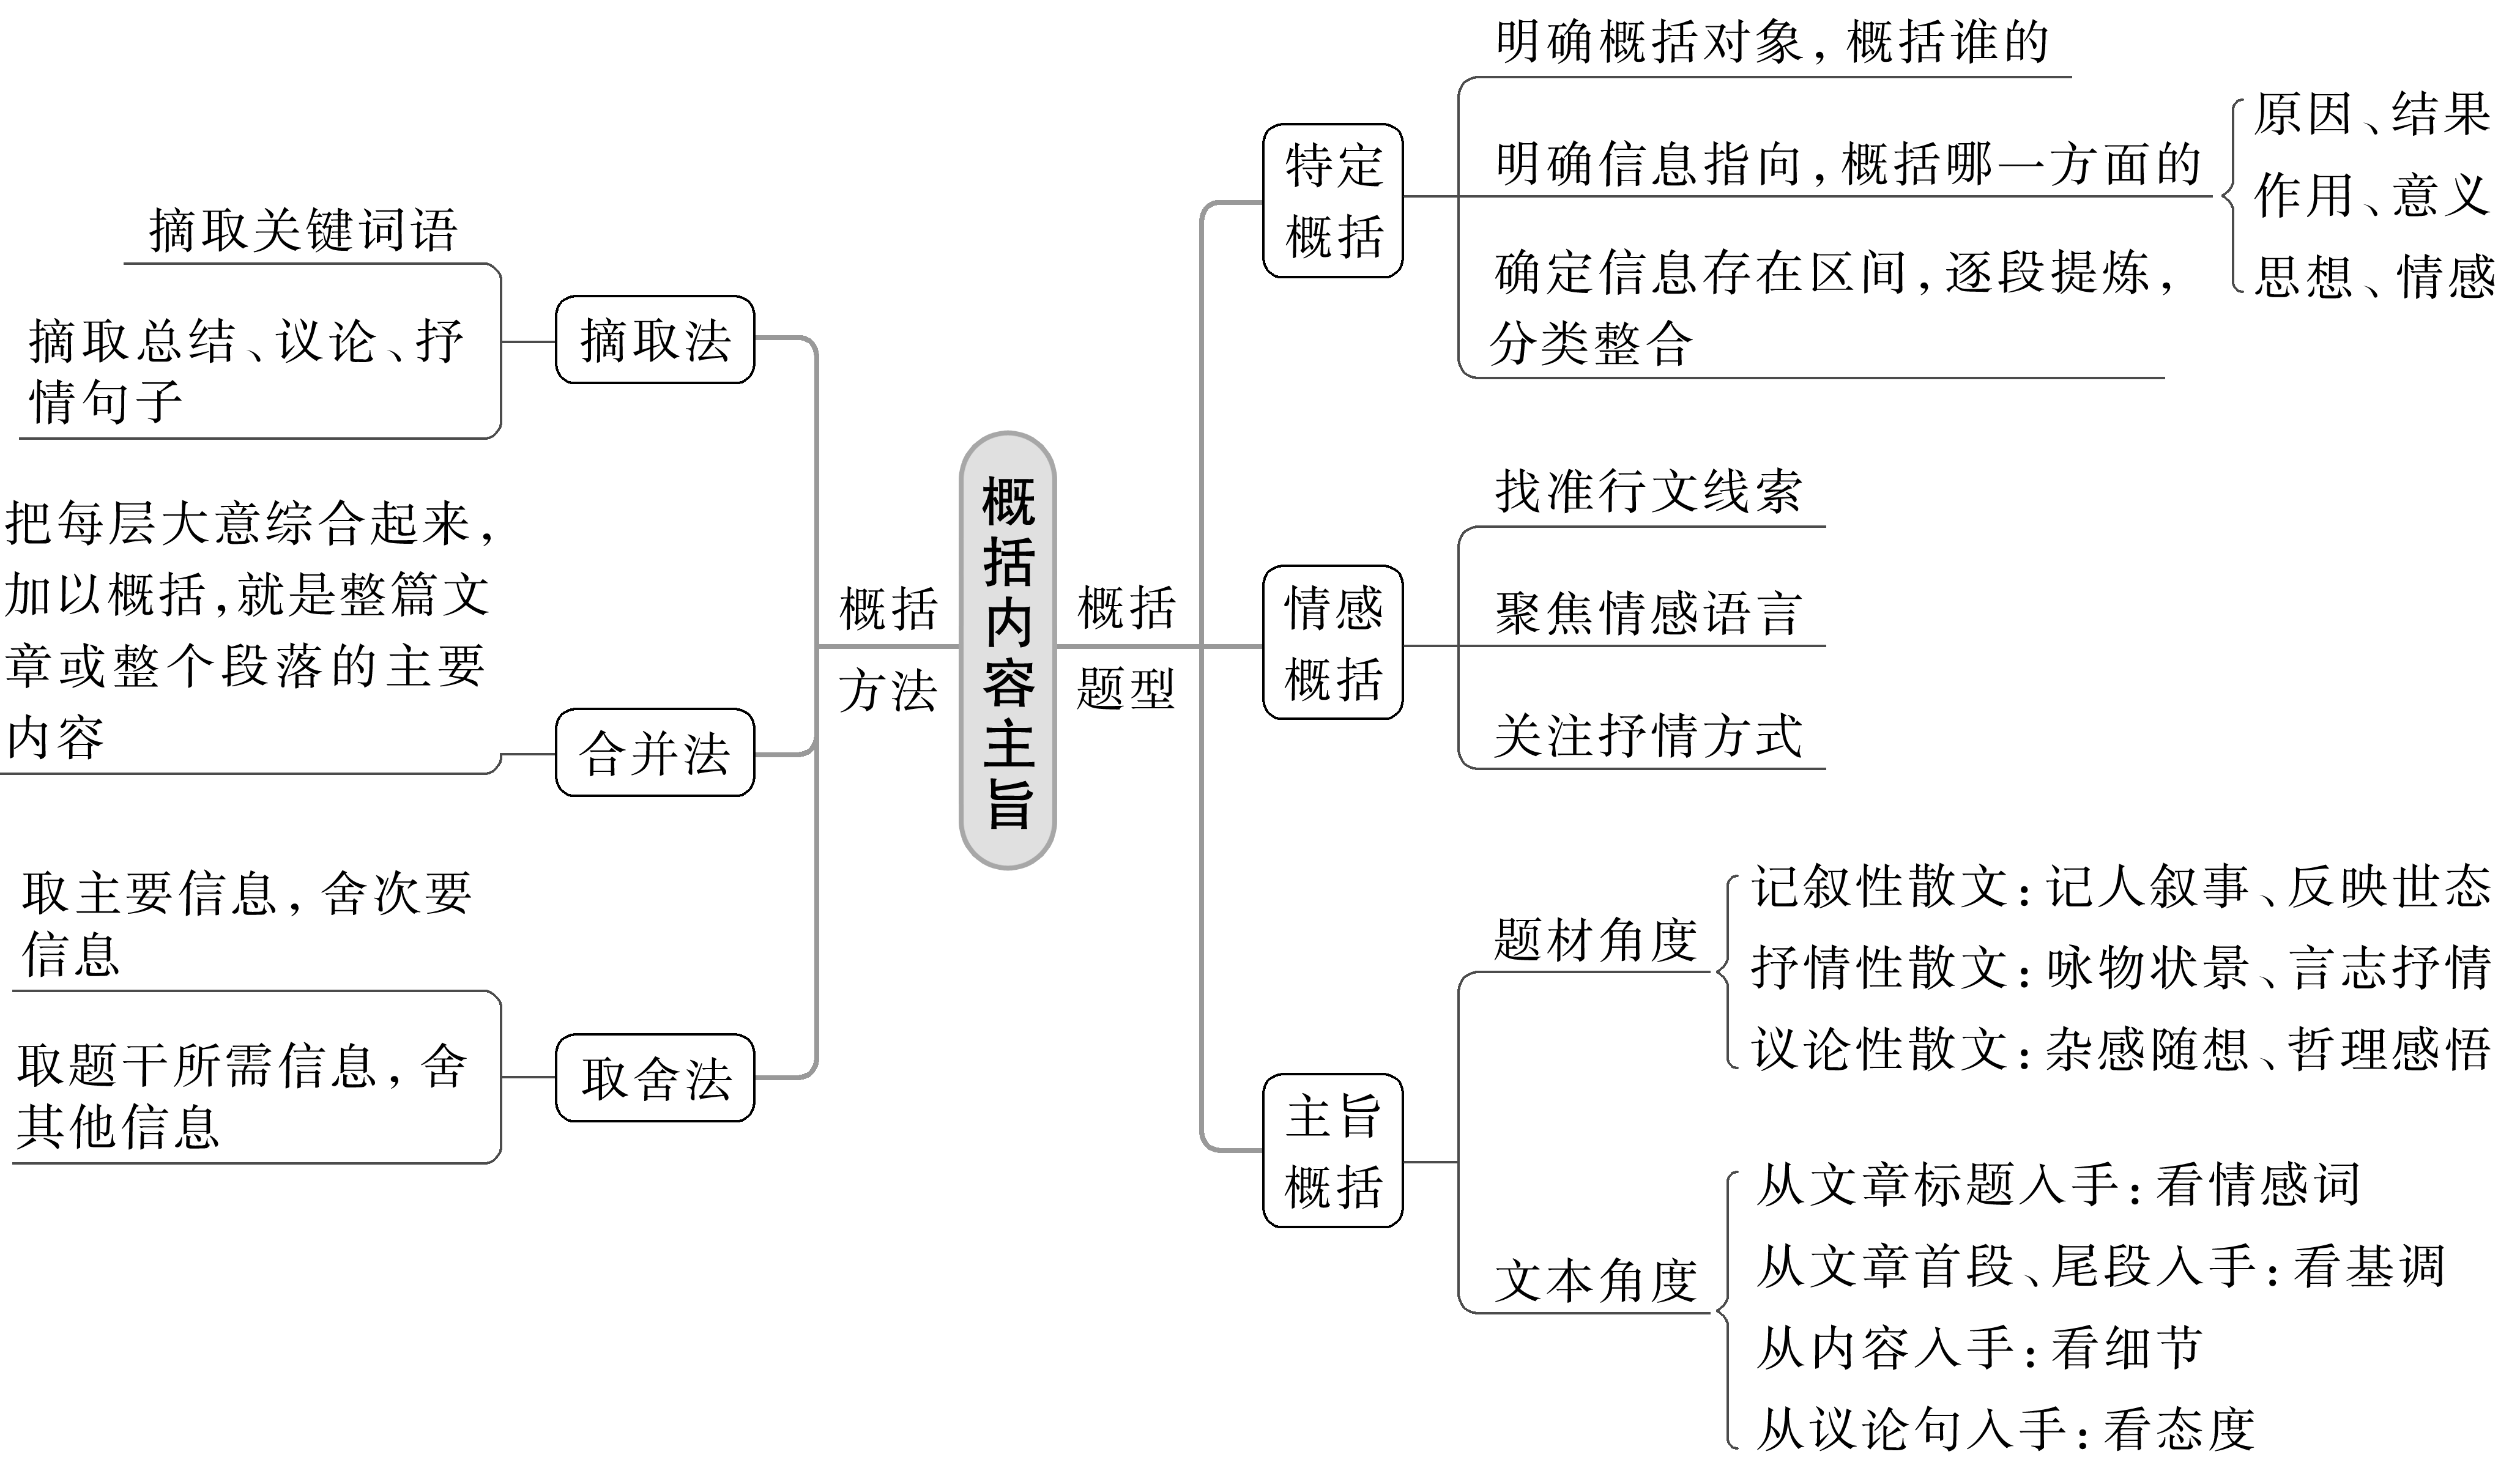 概括内容主旨
概括
方法
摘取法
摘取关键词语
摘取总结、议论、抒
情句子
合并法
把每层大意综合起来，
加以概括，就是整篇文
章或整个段落的主要
内容
取舍法
取主要信息，舍次要
信息
取题干所需信息，舍
其他信息
概括
题型
特定
概括
明确概括对象，概括谁的
明确信息指向，概括哪一方面的
原因、结果
作用、意义
思想、情感
确定信息存在区间，逐段提炼，
分类整合
情感
概括
找准行文线索
聚焦情感语言
关注抒情方式
主旨
概括
题材角度
记叙性散文：记人叙事、反映世态
抒情性散文：咏物状景、言志抒情
议论性散文：杂感随想、哲理感悟
文本角度
从文章标题入手：看情感词
从文章首段、尾段入手：看基调
从内容入手：看细节
从议论句入手：看态度